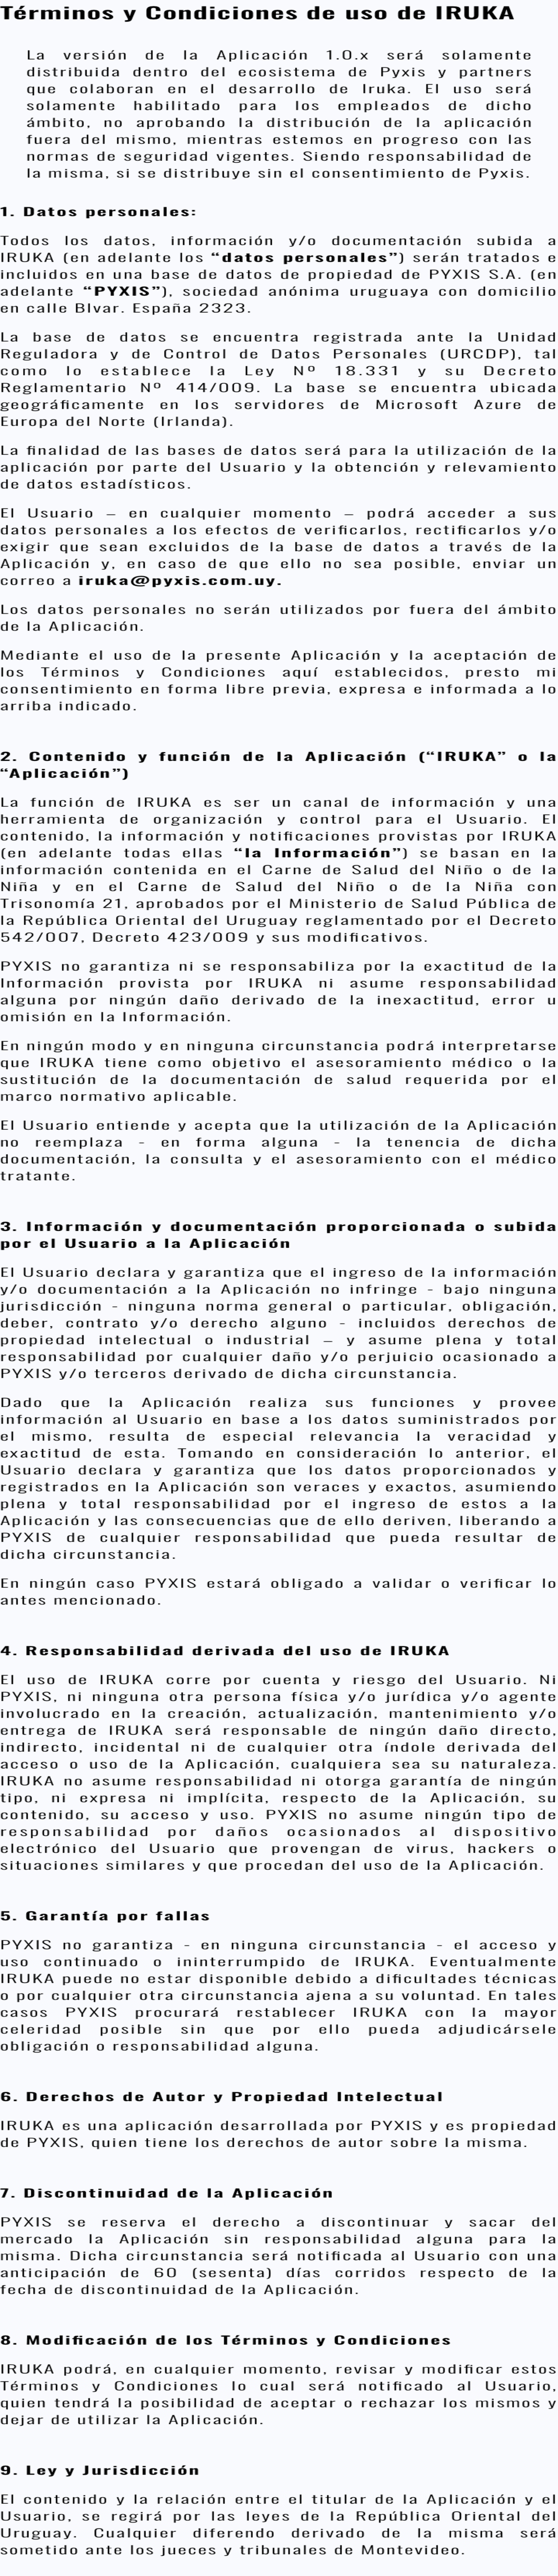 Términos y Condiciones de uso de IRUKA
La versión de la Aplicación 1.0.x será solamente
distribuida dentro del ecosistema de Pyxis y partners
que colaboran en el desarrollo de Iruka. El uso será
solamente habilitado para los empleados de dicho
ámbito, no aprobando la distribución de la aplicación
fuera del mismo, mientras estemos en progreso con las
normas de seguridad vigentes. Siendo responsabilidad de
la misma, si se distribuye sin el consentimiento de Pyxis.
1. Datos personales:
Todos los datos, información y/o documentación subida a
IRUKA (en adelante los “datos personales”) serán tratados e
incluidos en una base de datos de propiedad de PYXIS S.A. (en
adelante “PYXIS”), sociedad anónima uruguaya con domicilio
en calle Blvar. España 2323.
La base de datos se encuentra registrada ante la Unidad
Reguladora y de Control de Datos Personales (URCDP), tal
como lo establece la Ley Nº 18.331 y su Decreto
Reglamentario Nº 414/009. La base se encuentra ubicada
geográficamente en los servidores de Microsoft Azure de
Europa del Norte (Irlanda).
La finalidad de las bases de datos será para la utilización de la
aplicación por parte del Usuario y la obtención y relevamiento
de datos estadísticos.
El Usuario – en cualquier momento – podrá acceder a sus
datos personales a los efectos de verificarlos, rectificarlos y/o
exigir que sean excluidos de la base de datos a través de la
Aplicación y, en caso de que ello no sea posible, enviar un
correo a iruka@pyxis.com.uy.
Los datos personales no serán utilizados por fuera del ámbito
de la Aplicación.
Mediante el uso de la presente Aplicación y la aceptación de
los Términos y Condiciones aquí establecidos, presto mi
consentimiento en forma libre previa, expresa e informada a lo
arriba indicado.
2. Contenido y función de la Aplicación (“IRUKA” o la
“Aplicación”)
La función de IRUKA es ser un canal de información y una
herramienta de organización y control para el Usuario. El
contenido, la información y notificaciones provistas por IRUKA
(en adelante todas ellas “la Información”) se basan en la
información contenida en el Carne de Salud del Niño o de la
Niña y en el Carne de Salud del Niño o de la Niña con
Trisonomía 21, aprobados por el Ministerio de Salud Pública de
la República Oriental del Uruguay reglamentado por el Decreto
542/007, Decreto 423/009 y sus modificativos.
PYXIS no garantiza ni se responsabiliza por la exactitud de la
Información provista por IRUKA ni asume responsabilidad
alguna por ningún daño derivado de la inexactitud, error u
omisión en la Información.
En ningún modo y en ninguna circunstancia podrá interpretarse
que IRUKA tiene como objetivo el asesoramiento médico o la
sustitución de la documentación de salud requerida por el
marco normativo aplicable.
El Usuario entiende y acepta que la utilización de la Aplicación
no reemplaza - en forma alguna - la tenencia de dicha
documentación, la consulta y el asesoramiento con el médico
tratante.
3. Información y documentación proporcionada o subida
por el Usuario a la Aplicación
El Usuario declara y garantiza que el ingreso de la información
y/o documentación a la Aplicación no infringe - bajo ninguna
jurisdicción - ninguna norma general o particular, obligación,
deber, contrato y/o derecho alguno - incluidos derechos de
propiedad intelectual o industrial – y asume plena y total
responsabilidad por cualquier daño y/o perjuicio ocasionado a
PYXIS y/o terceros derivado de dicha circunstancia.
Dado que la Aplicación realiza sus funciones y provee
información al Usuario en base a los datos suministrados por
el mismo, resulta de especial relevancia la veracidad y
exactitud de esta. Tomando en consideración lo anterior, el
Usuario declara y garantiza que los datos proporcionados y
registrados en la Aplicación son veraces y exactos, asumiendo
plena y total responsabilidad por el ingreso de estos a la
Aplicación y las consecuencias que de ello deriven, liberando a
PYXIS de cualquier responsabilidad que pueda resultar de
dicha circunstancia.
En ningún caso PYXIS estará obligado a validar o verificar lo
antes mencionado.
4. Responsabilidad derivada del uso de IRUKA
El uso de IRUKA corre por cuenta y riesgo del Usuario. Ni
PYXIS, ni ninguna otra persona física y/o jurídica y/o agente
involucrado en la creación, actualización, mantenimiento y/o
entrega de IRUKA será responsable de ningún daño directo,
indirecto, incidental ni de cualquier otra índole derivada del
acceso o uso de la Aplicación, cualquiera sea su naturaleza.
IRUKA no asume responsabilidad ni otorga garantía de ningún
tipo, ni expresa ni implícita, respecto de la Aplicación, su
contenido, su acceso y uso. PYXIS no asume ningún tipo de
responsabilidad por daños ocasionados al dispositivo
electrónico del Usuario que provengan de virus, hackers o
situaciones similares y que procedan del uso de la Aplicación.
5. Garantía por fallas
PYXIS no garantiza - en ninguna circunstancia - el acceso y
uso continuado o ininterrumpido de IRUKA. Eventualmente
IRUKA puede no estar disponible debido a dificultades técnicas
o por cualquier otra circunstancia ajena a su voluntad. En tales
casos PYXIS procurará restablecer IRUKA con la mayor
celeridad posible sin que por ello pueda adjudicársele
obligación o responsabilidad alguna.
6. Derechos de Autor y Propiedad Intelectual
IRUKA es una aplicación desarrollada por PYXIS y es propiedad
de PYXIS, quien tiene los derechos de autor sobre la misma.
7. Discontinuidad de la Aplicación
PYXIS se reserva el derecho a discontinuar y sacar del
mercado la Aplicación sin responsabilidad alguna para la
misma. Dicha circunstancia será notificada al Usuario con una
anticipación de 60 (sesenta) días corridos respecto de la
fecha de discontinuidad de la Aplicación.
8. Modificación de los Términos y Condiciones
IRUKA podrá, en cualquier momento, revisar y modificar estos
Términos y Condiciones lo cual será notificado al Usuario,
quien tendrá la posibilidad de aceptar o rechazar los mismos y
dejar de utilizar la Aplicación.
9. Ley y Jurisdicción
El contenido y la relación entre el titular de la Aplicación y el
Usuario, se regirá por las leyes de la República Oriental del
Uruguay. Cualquier diferendo derivado de la misma será
sometido ante los jueces y tribunales de Montevideo.